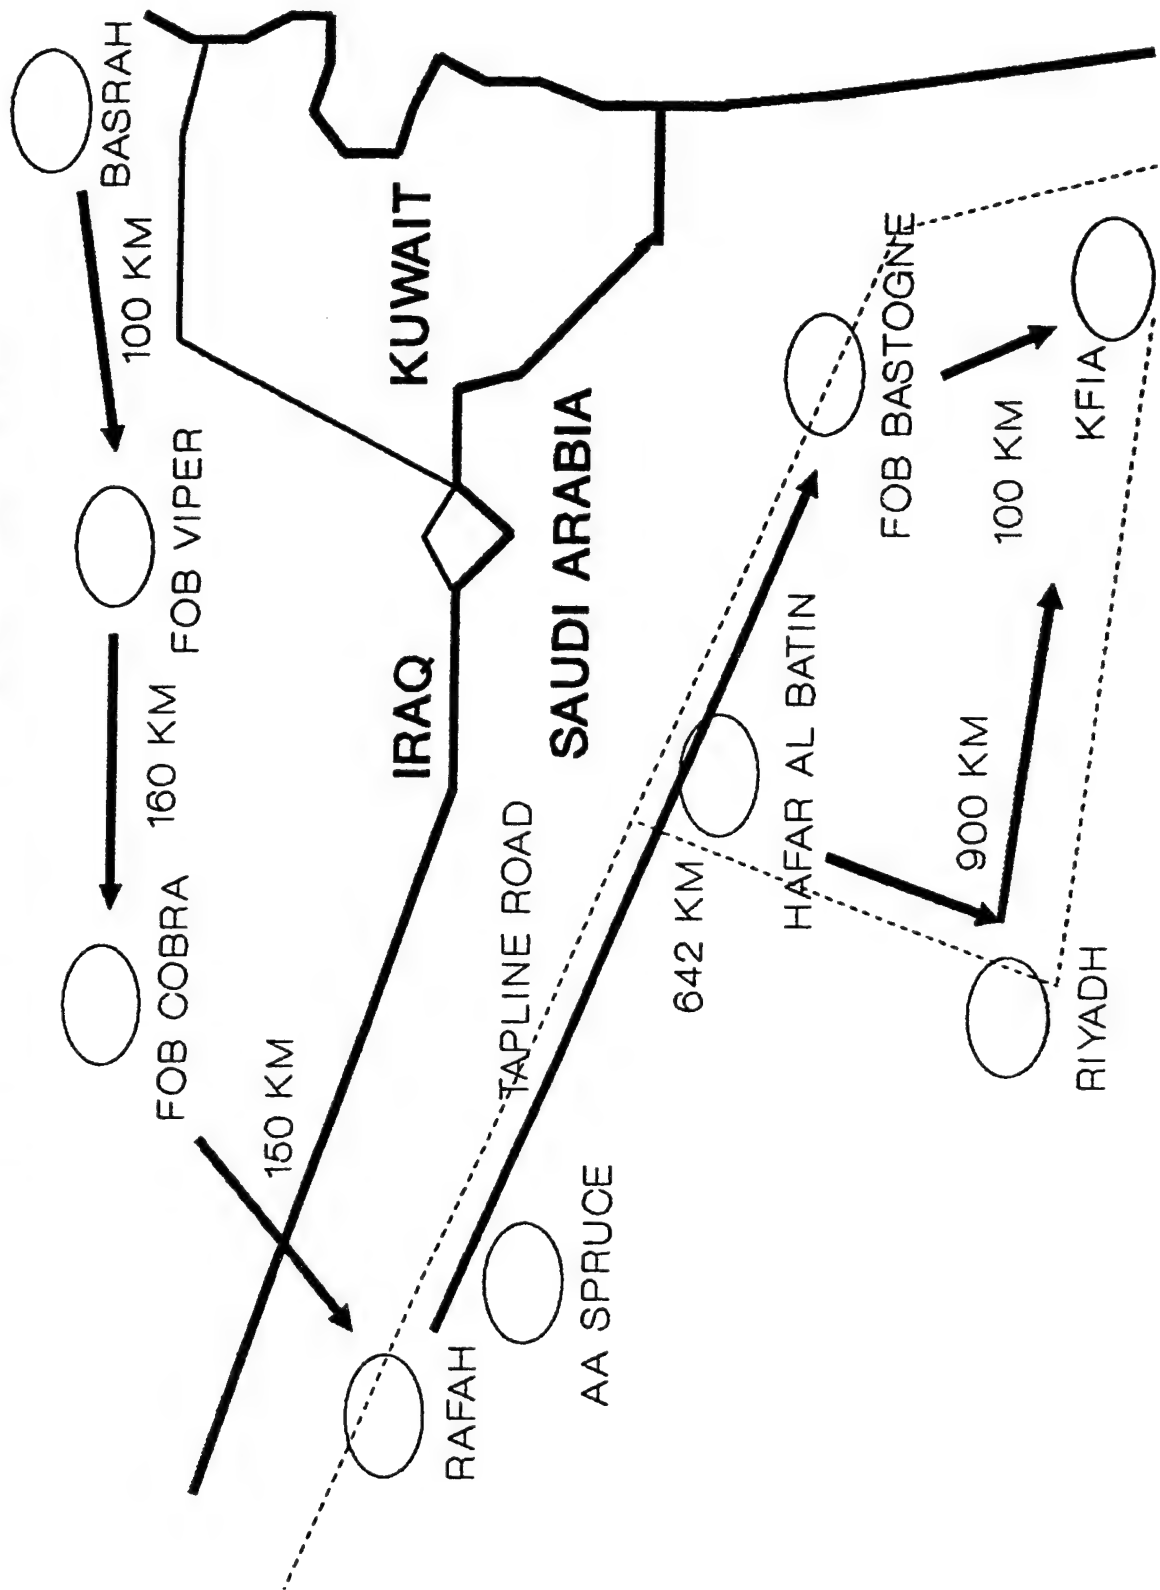 BASRAH
100 KM
FOB VIPER
160 KM
FOB COBRA
150 KM
KUWAIT
IRAQ
SAUDI ARABIA
TAPLINE ROAD
RAFAH
AA SPRUCE
642 KM
HAFAR AL BATIN
FOB BASTOGNE
900 KM
100 KM
KFIA
RIYADH